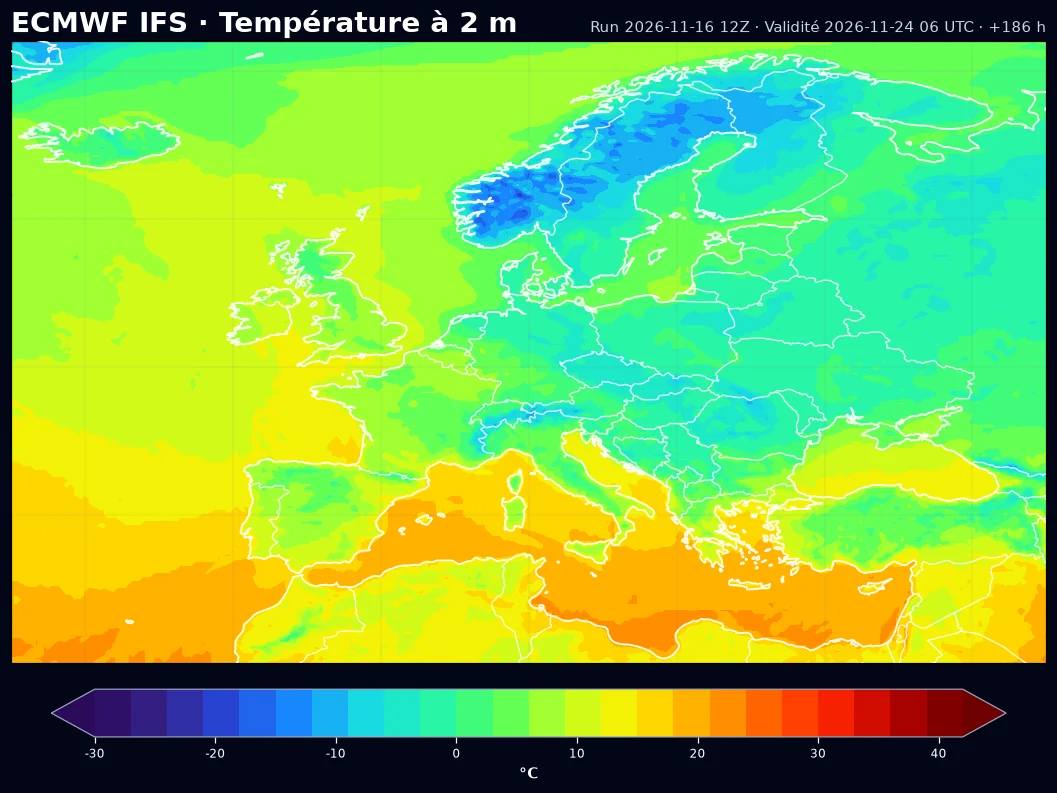 ECMWF IFS · Température à 2 m
Run 2026-11-16 12Z · Validité 2026-11-24 06 UTC · +186 h
-30 -20 -10 0 10 20 30 40
°C